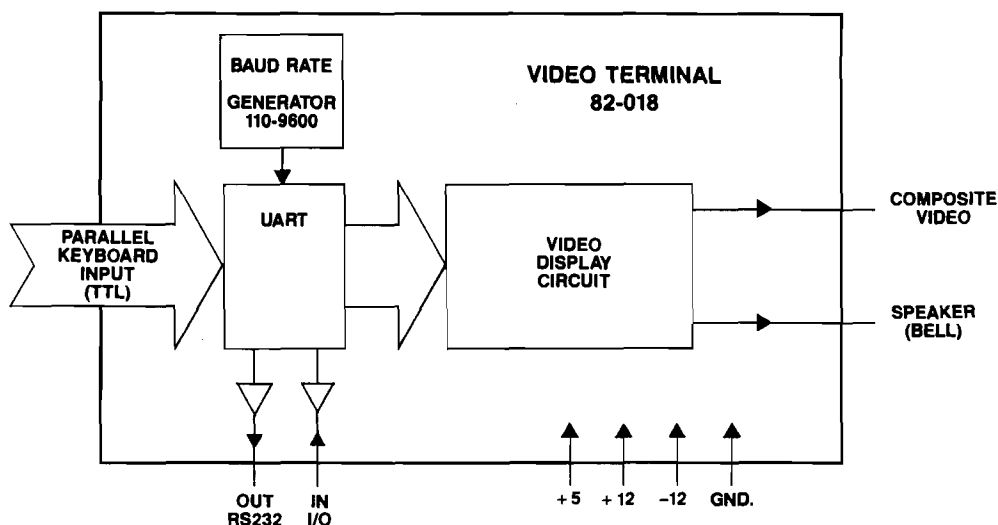 BAUD RATE
GENERATOR
110-9600
VIDEO TERMINAL
82-018
PARALLEL
KEYBOARD
INPUT
(TTL)
UART
VIDEO
DISPLAY
CIRCUIT
COMPOSITE
VIDEO
SPEAKER
(BELL)
OUT
RS232
IN
I/O
+5
+12
-12
GND.